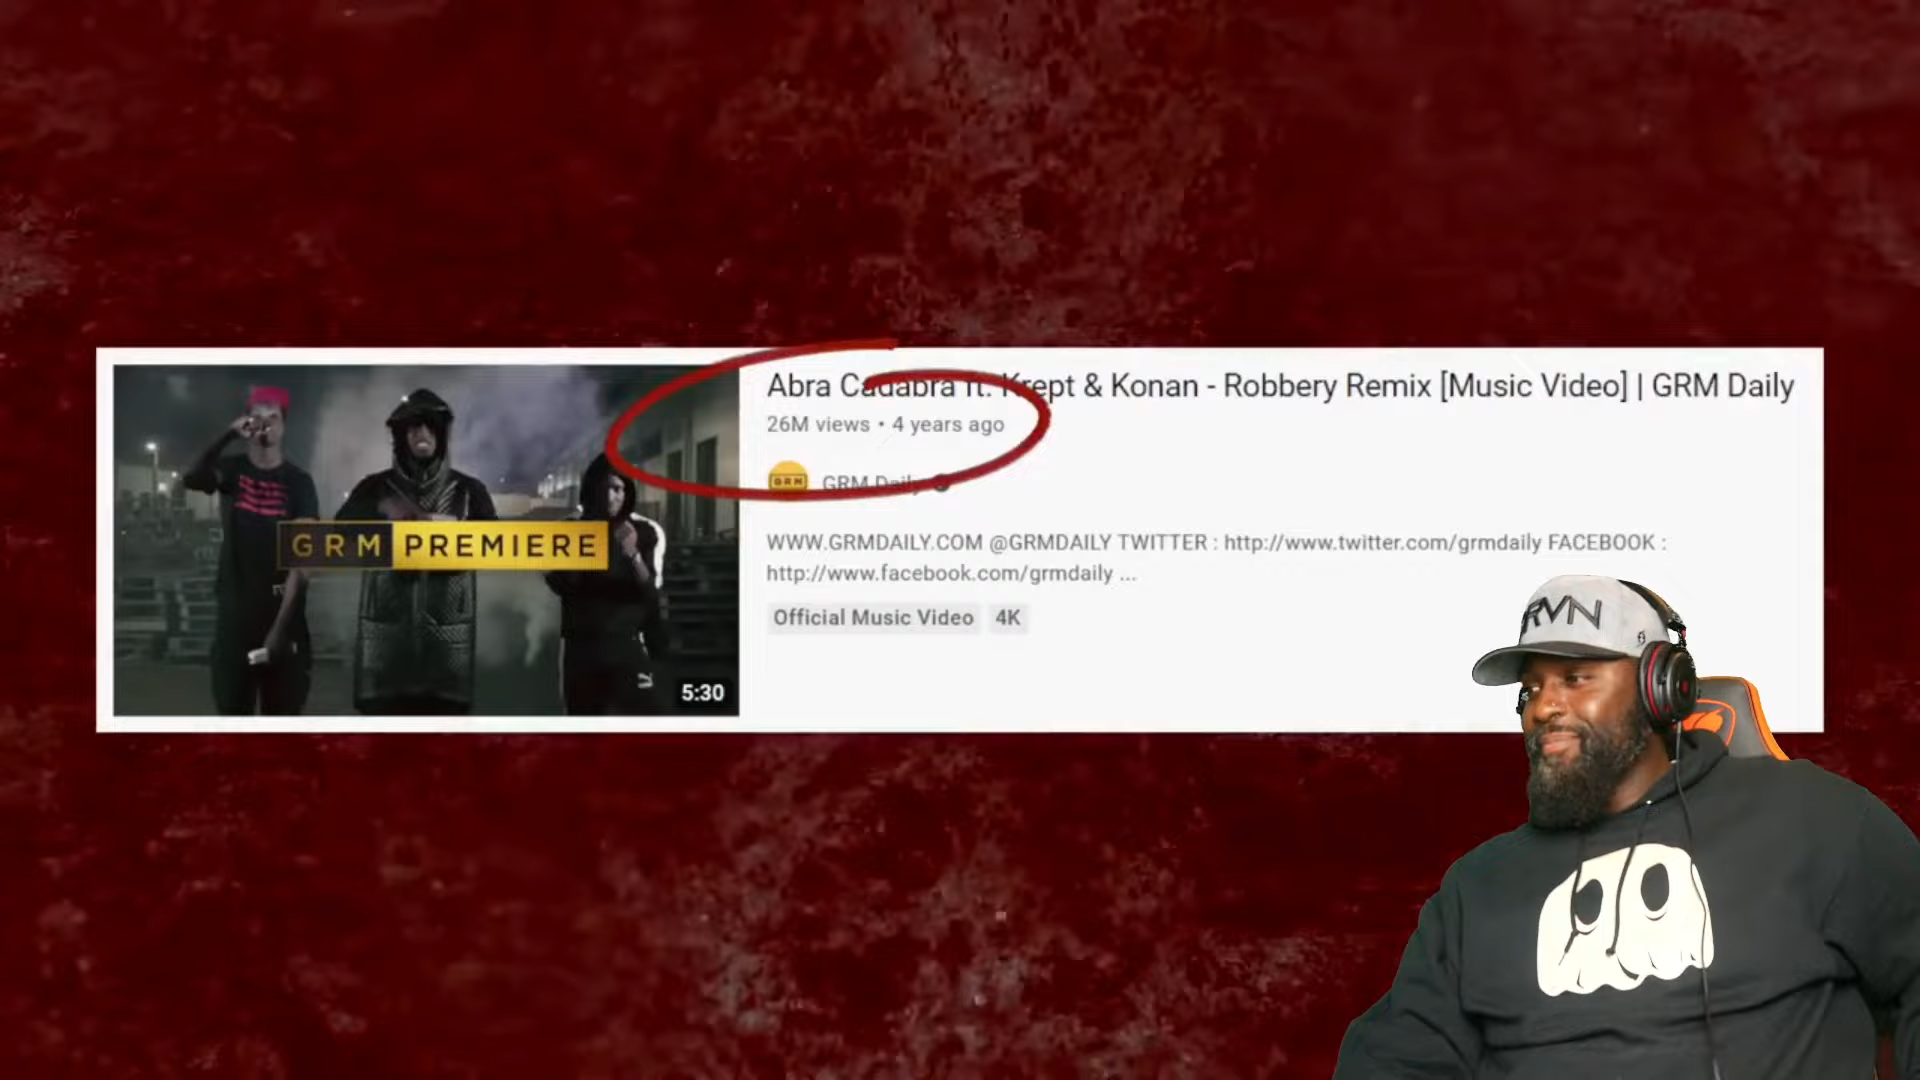 Abra Cadabra ft. Krept & Konan - Robbery Remix [Music Video] | GRM Daily
26M views • 4 years ago
GRM
GRM Daily
WWW.GRMDAILY.COM @GRMDAILY TWITTER : http://www.twitter.com/grmdaily FACEBOOK :
http://www.facebook.com/grmdaily ...
Official Music Video 4K
GRM PREMIERE
5:30
RVN